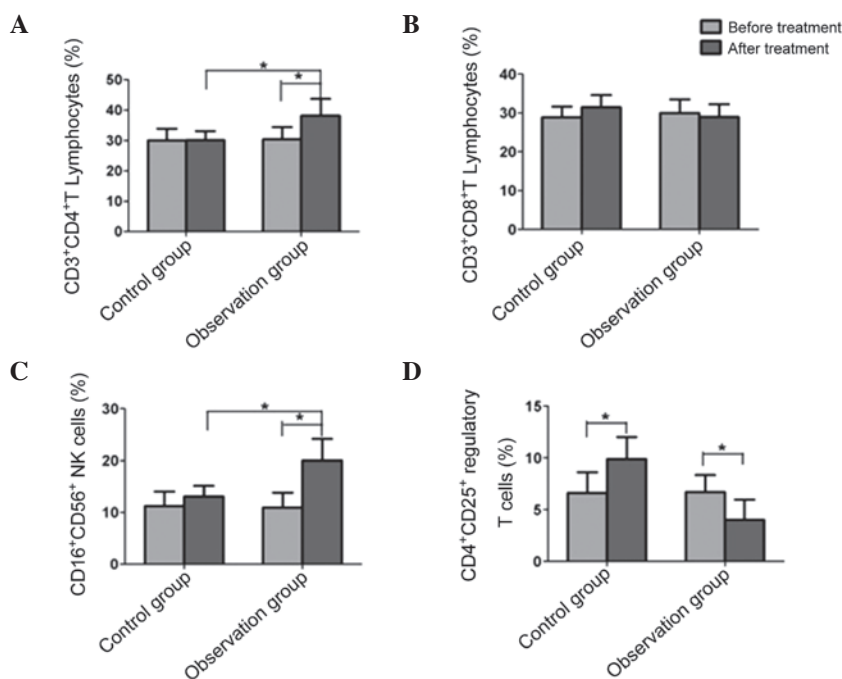 A
CD3+CD4+T Lymphocytes (%)
50
40
30
20
10
0
*
*
Control group
Observation group
B
Before treatment
After treatment
CD3+CD8+T Lymphocytes (%)
40
30
20
10
0
Control group
Observation group
C
CD16+CD56+ NK cells (%)
30
20
10
0
*
*
Control group
Observation group
D
CD4+CD25+ regulatory
T cells (%)
15
10
5
0
*
*
Control group
Observation group